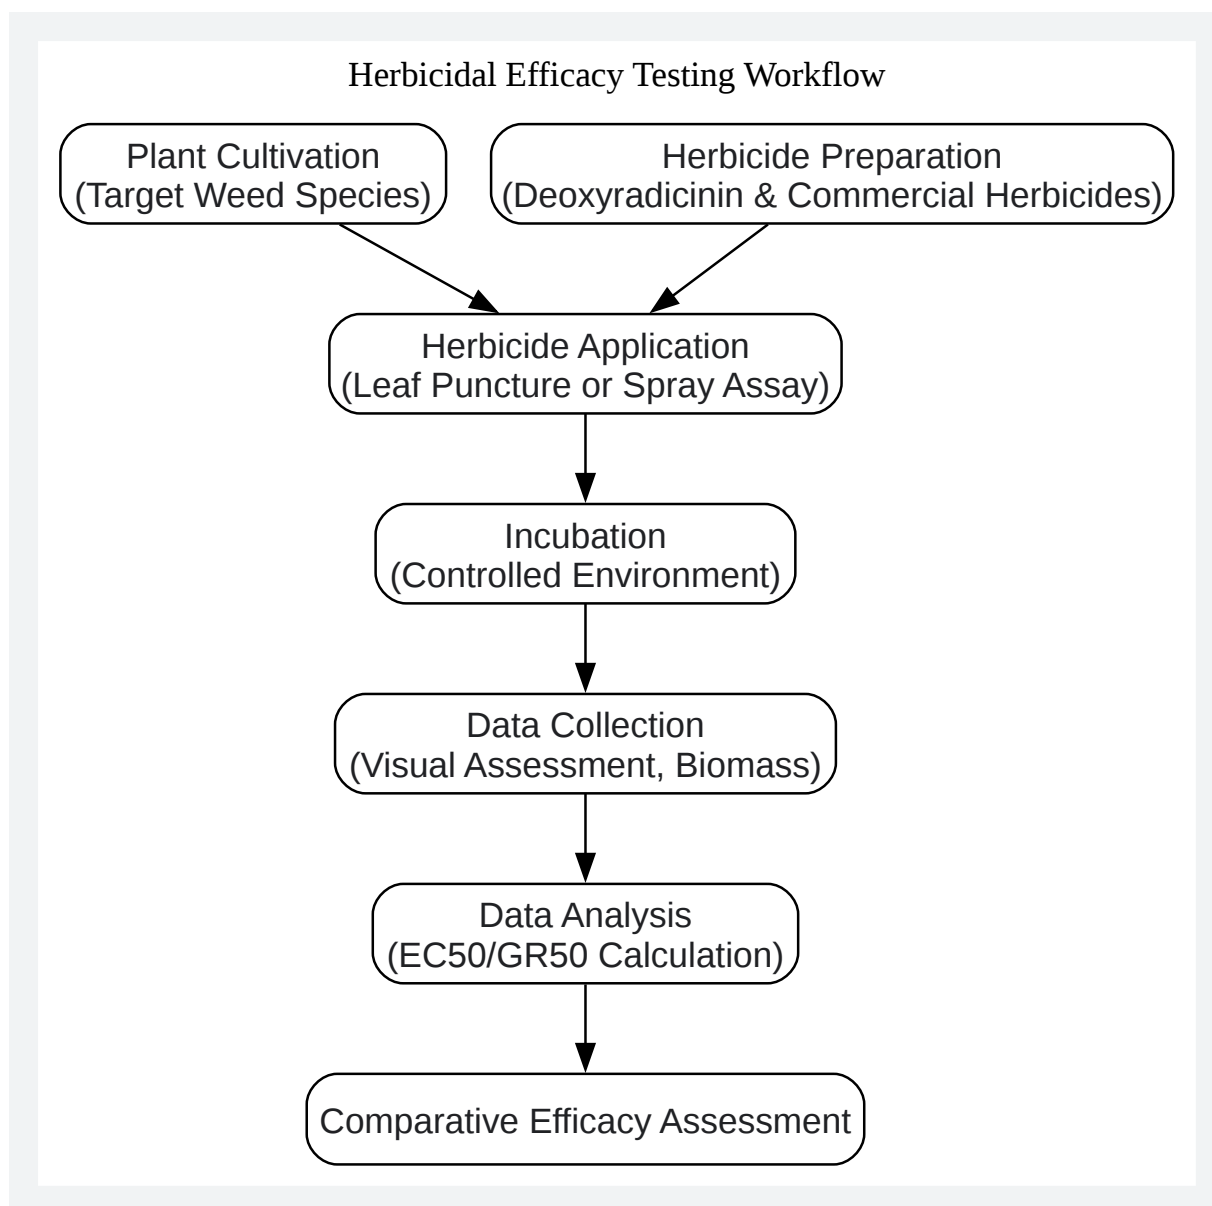 Herbicidal Efficacy Testing Workflow
Plant Cultivation
(Target Weed Species)
Herbicide Preparation
(Deoxyradicinin & Commercial Herbicides)
Herbicide Application
(Leaf Puncture or Spray Assay)
Incubation
(Controlled Environment)
Data Collection
(Visual Assessment, Biomass)
Data Analysis
(EC50/GR50 Calculation)
Comparative Efficacy Assessment